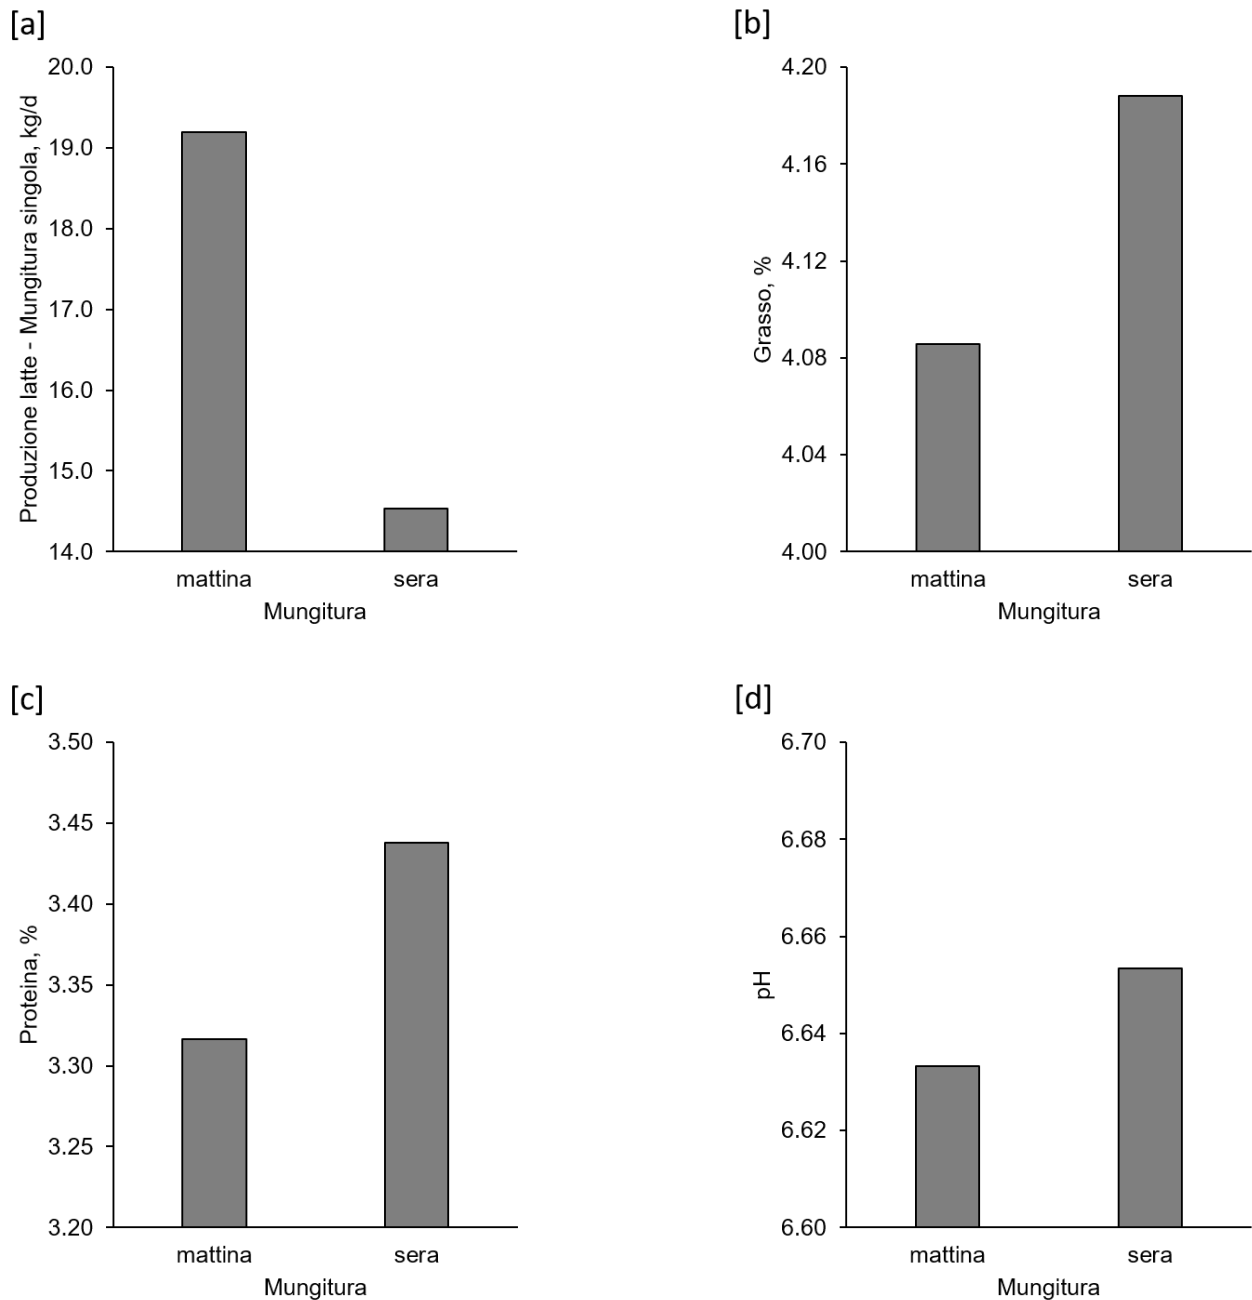 [a]
Produzione latte - Mungitura singola, kg/d
20.0
19.0
18.0
17.0
16.0
15.0
14.0
mattina sera
Mungitura
[b]
Grasso, %
4.20
4.16
4.12
4.08
4.04
4.00
mattina sera
Mungitura
[c]
Proteina, %
3.50
3.45
3.40
3.35
3.30
3.25
3.20
mattina sera
Mungitura
[d]
pH
6.70
6.68
6.66
6.64
6.62
6.60
mattina sera
Mungitura